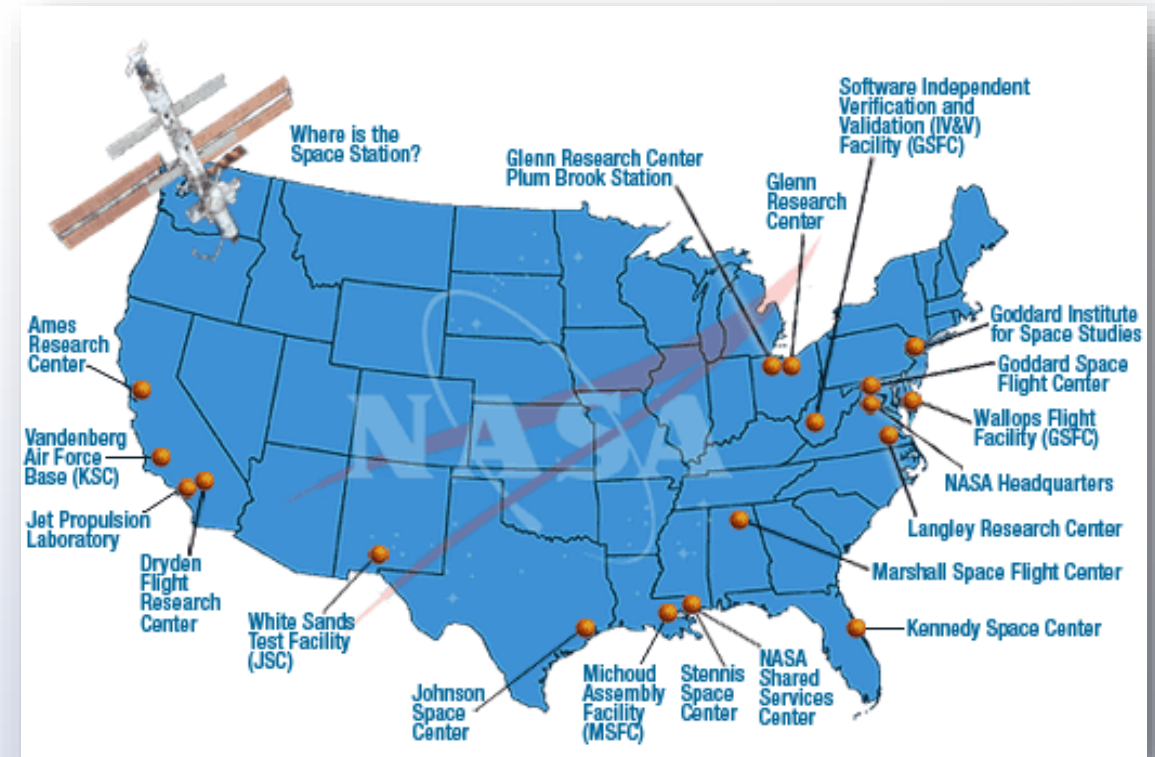 Where is the
Space Station?
Glenn Research Center
Plum Brook Station
Software Independent
Verification and
Validation (IV&V)
Facility (GSFC)
Glenn
Research
Center
Ames
Research
Center
Vandenberg
Air Force
Base (KSC)
Jet Propulsion
Laboratory
Dryden
Flight
Research
Center
White Sands
Test Facility
(JSC)
Johnson
Space
Center
Michoud
Assembly
Facility
(MSFC)
Stennis
Space
Center
NASA
Shared
Services
Center
Goddard Institute
for Space Studies
Goddard Space
Flight Center
Wallops Flight
Facility (GSFC)
NASA Headquarters
Langley Research Center
Marshall Space Flight Center
Kennedy Space Center
NASA